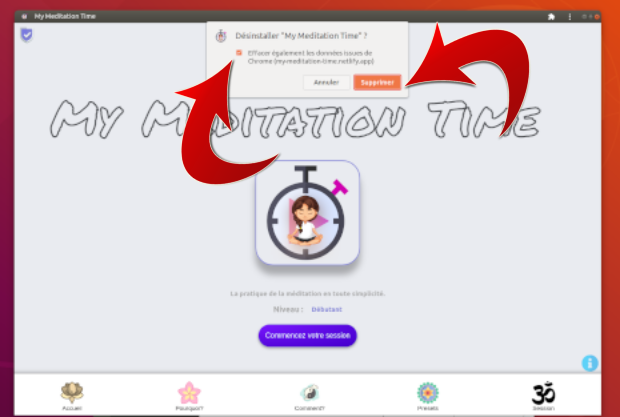 My Meditation Time
Désinstaller "My Meditation Time" ?
Effacer également les données issues de
Chrome (my-meditation-time.netlify.app)
Annuler Supprimer
MY MEDITATION TIME
La pratique de la méditation en toute simplicité.
Niveau : Débutant
Commencez votre session
Accueil Pourquoi? Comment? Presets Session